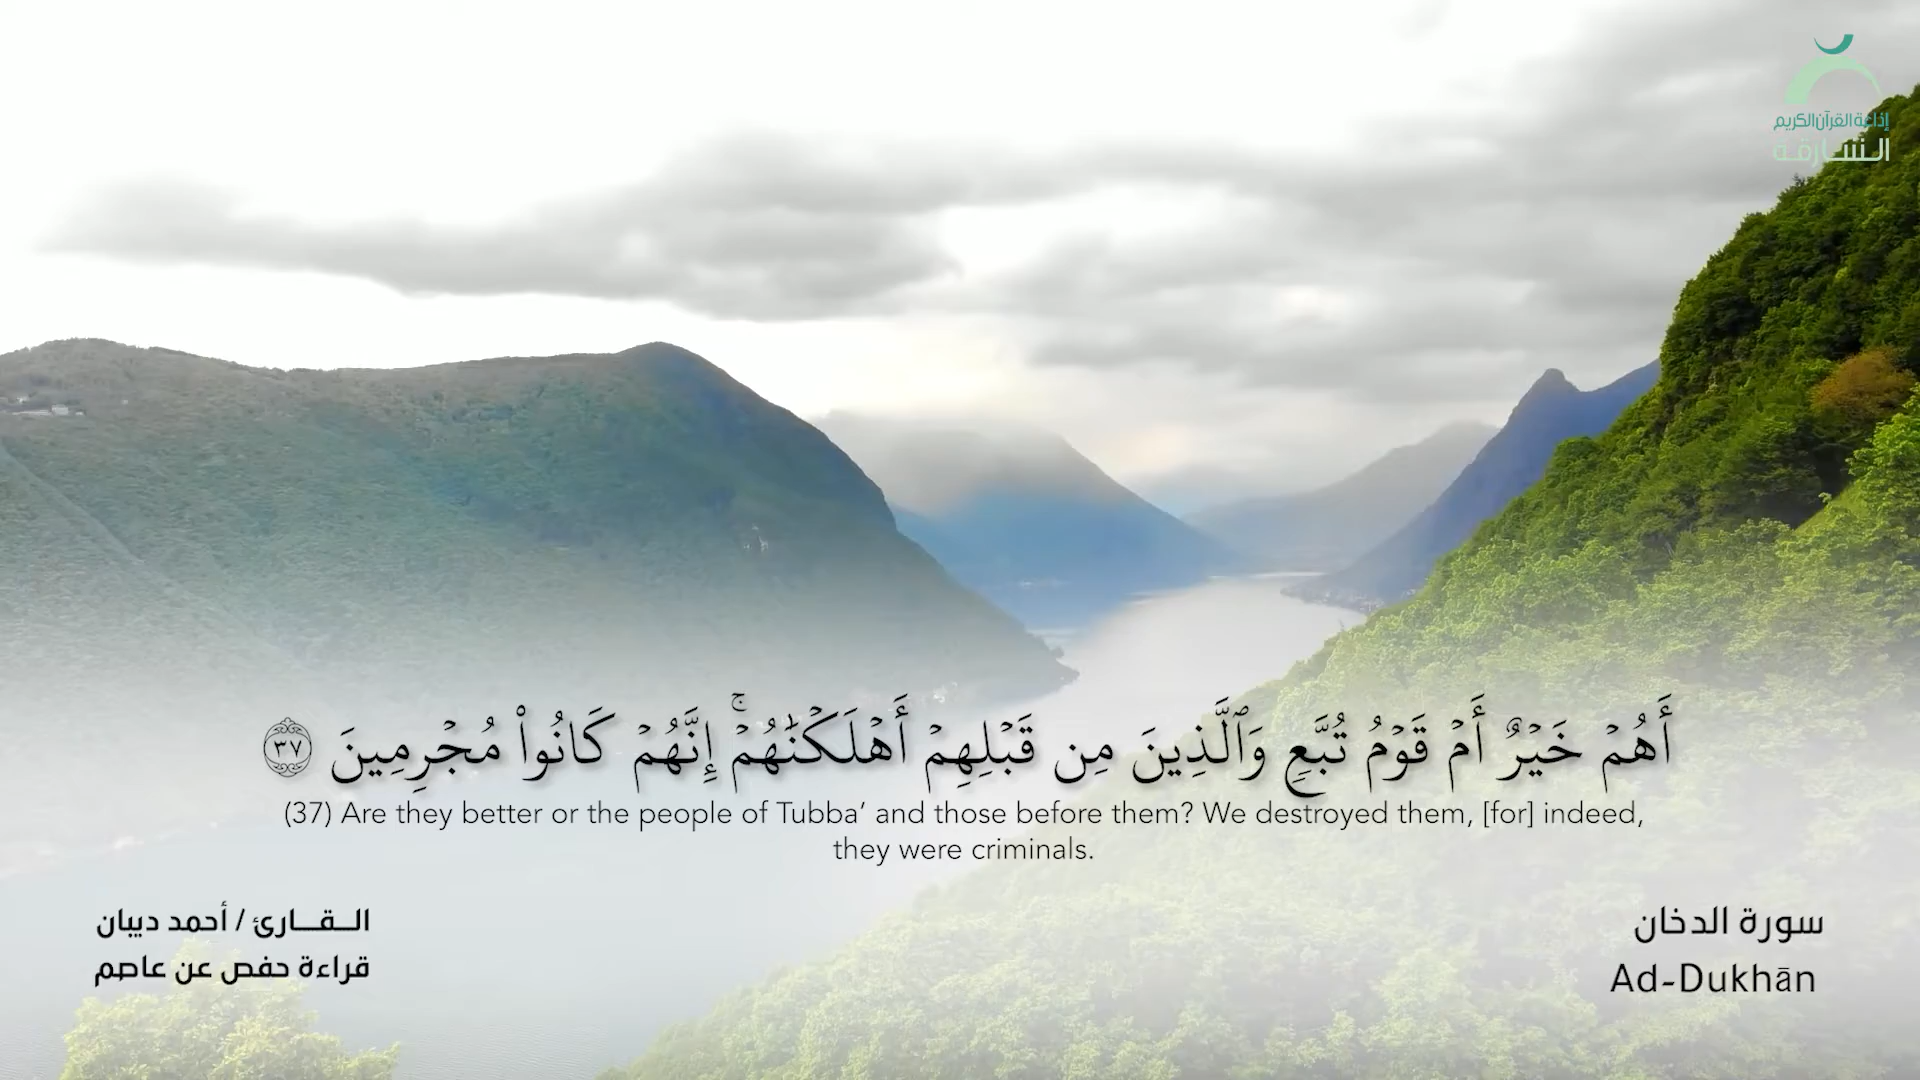 إذاعة القرآن الكريم
الشارقة
أَهُمۡ خَيۡرٌ أَمۡ قَوۡمُ تُبَّعٖ وَٱلَّذِينَ مِن قَبۡلِهِمۡ أَهۡلَكۡنَٰهُمۡۚ إِنَّهُمۡ كَانُواْ مُجۡرِمِينَ ٣٧
(37) Are they better or the people of Tubba’ and those before them? We destroyed them, [for] indeed,
they were criminals.
سورة الدخان
Ad-Dukhān
القارئ / أحمد ديبان
قراءة حفص عن عاصم